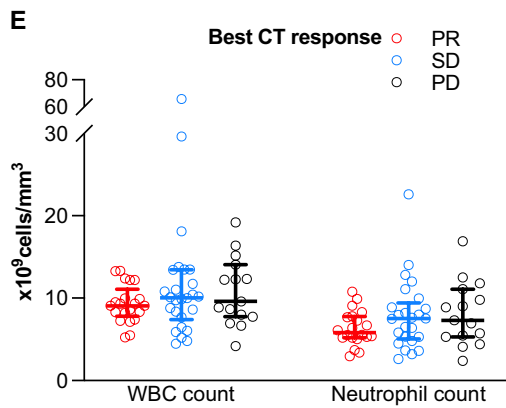 E
Best CT response
PR
SD
PD
80
60
30
20
10
0
x10⁹cells/mm³
WBC count
Neutrophil count